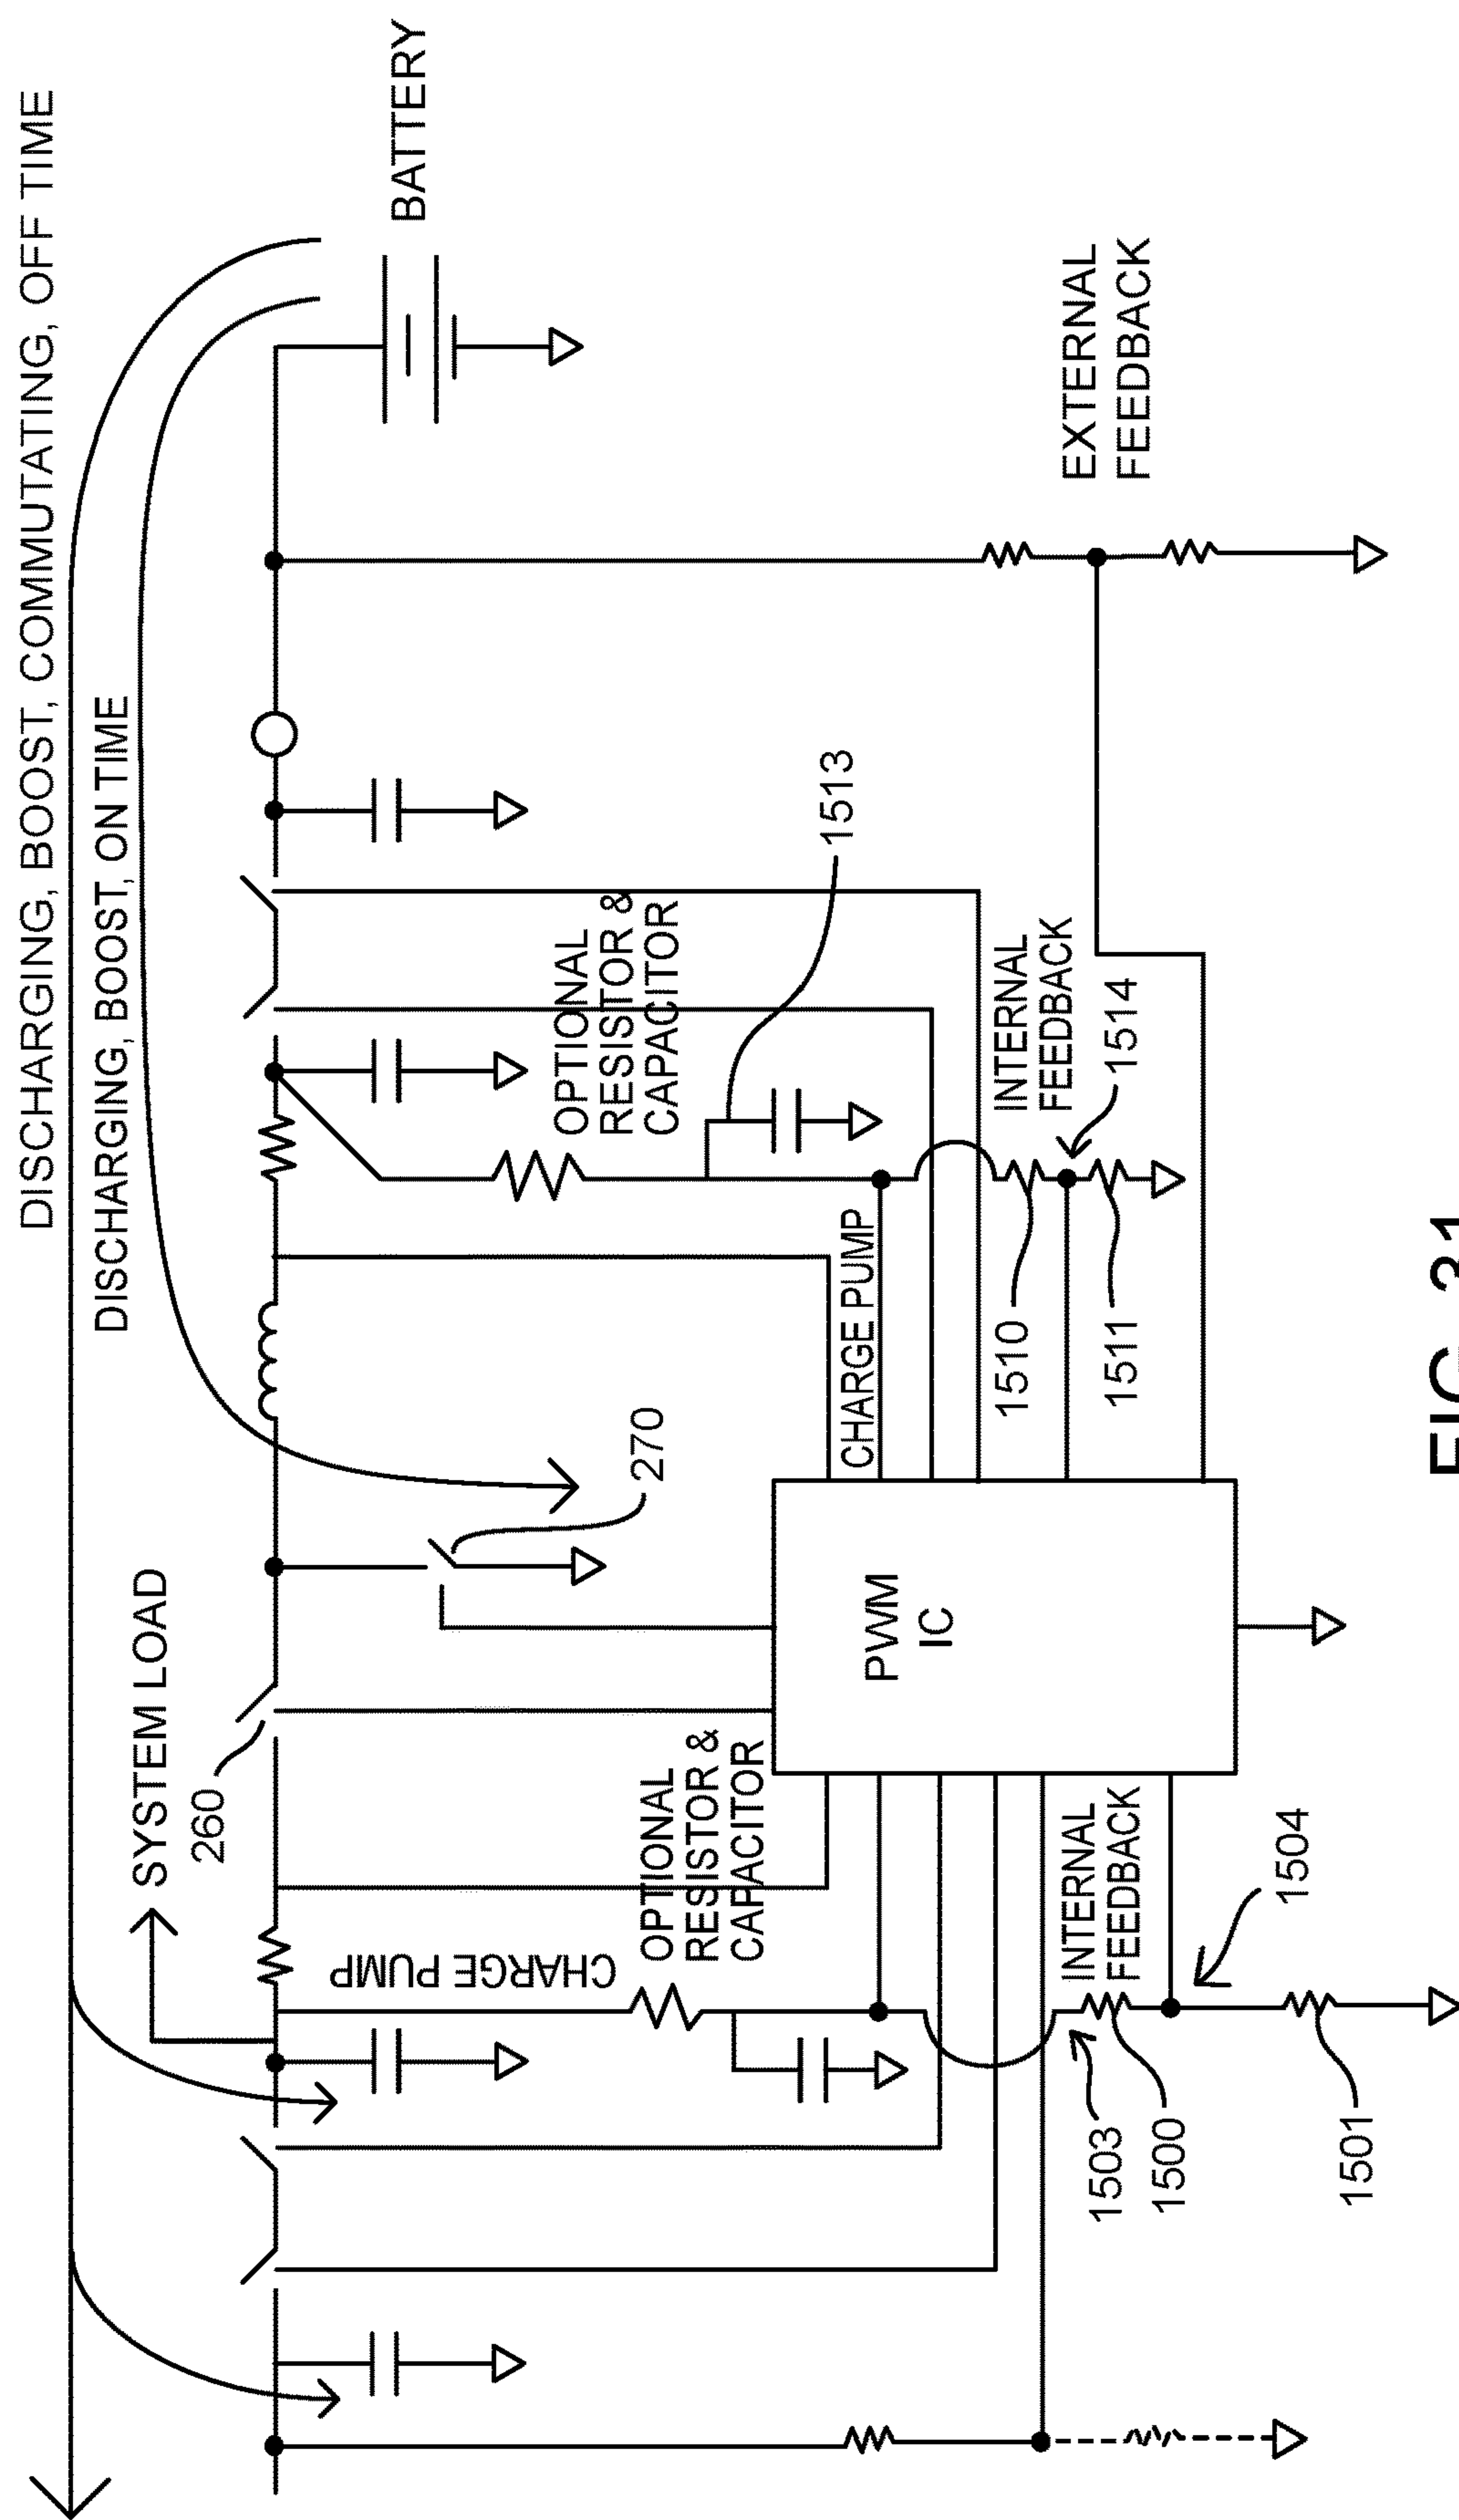 DISCHARGING, BOOST, COMMUTATING, OFF TIME
DISCHARGING, BOOST, ON TIME
SYSTEM LOAD
260
270
BATTERY
CHARGE PUMP
OPTIONAL
RESISTOR &
CAPACITOR
OPTIONAL
RESISTOR &
CAPACITOR
1513
PWM
IC
CHARGE PUMP
INTERNAL
FEEDBACK
1514
1510
1511
EXTERNAL
FEEDBACK
INTERNAL
FEEDBACK
1504
1503
1500
1501
FIG. 31